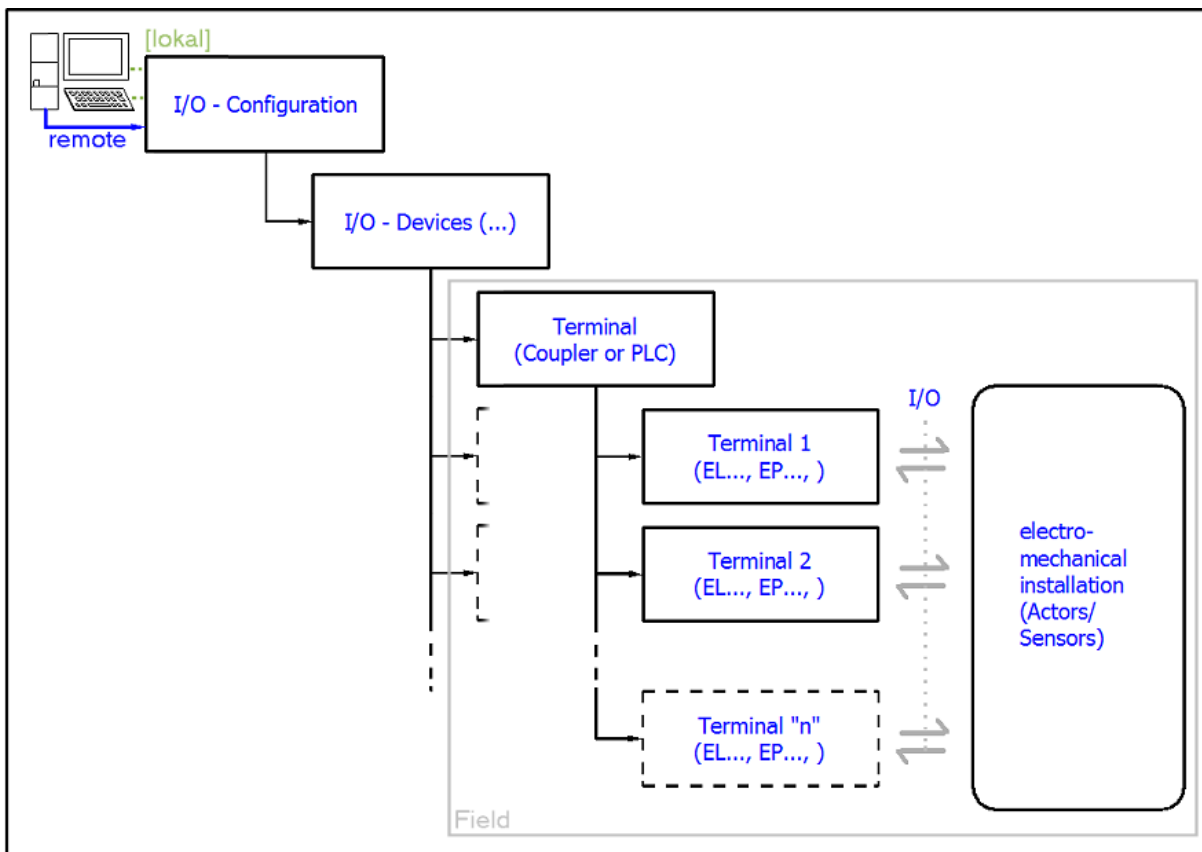 [lokal]
I/O - Configuration
remote
I/O - Devices (...)
Terminal
(Coupler or PLC)
I/O
Terminal 1
(EL..., EP..., )
Terminal 2
(EL..., EP..., )
electro-
mechanical
installation
(Actors/
Sensors)
Terminal "n"
(EL..., EP..., )
Field